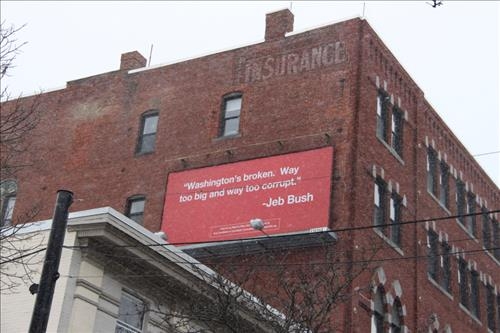 INSURANCE
"Washington's broken. Way
too big and way too corrupt."
-Jeb Bush